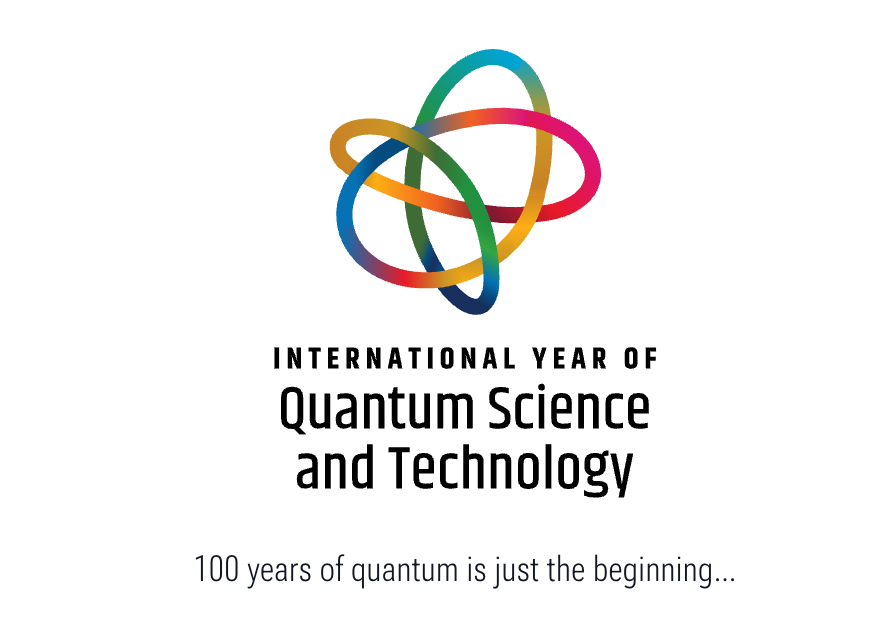 INTERNATIONAL YEAR OF
Quantum Science
and Technology
100 years of quantum is just the beginning...